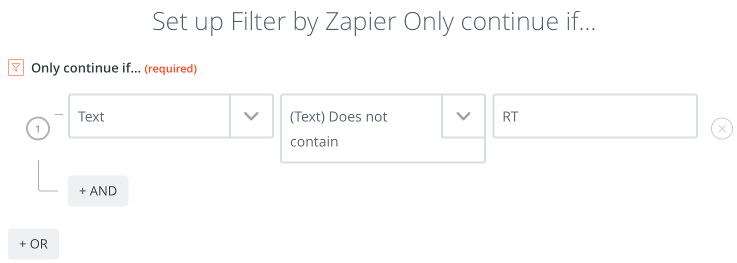 Set up Filter by Zapier Only continue if...
Only continue if... (required)
1 Text (Text) Does not contain RT
+ AND
+ OR